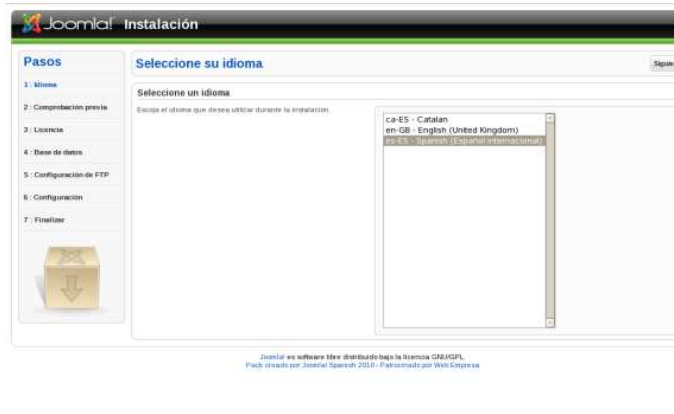 Joomla! Instalación
Pasos
1 : Idioma
2 : Comprobación previa
3 : Licencia
4 : Base de datos
5 : Configuración de FTP
6 : Configuración
7 : Finalizar
Seleccione su idioma
Siguie
Seleccione un idioma
Escoja el idioma que desea utilizar durante la instalación.
ca-ES - Catalan
en-GB - English (United Kingdom)
es-ES - Spanish (Español internacional)
Joomla! es software libre distribuido bajo la licencia GNU/GPL.
Pack creado por Joomla! Spanish 2010 - Patrocinado por Web Empresa